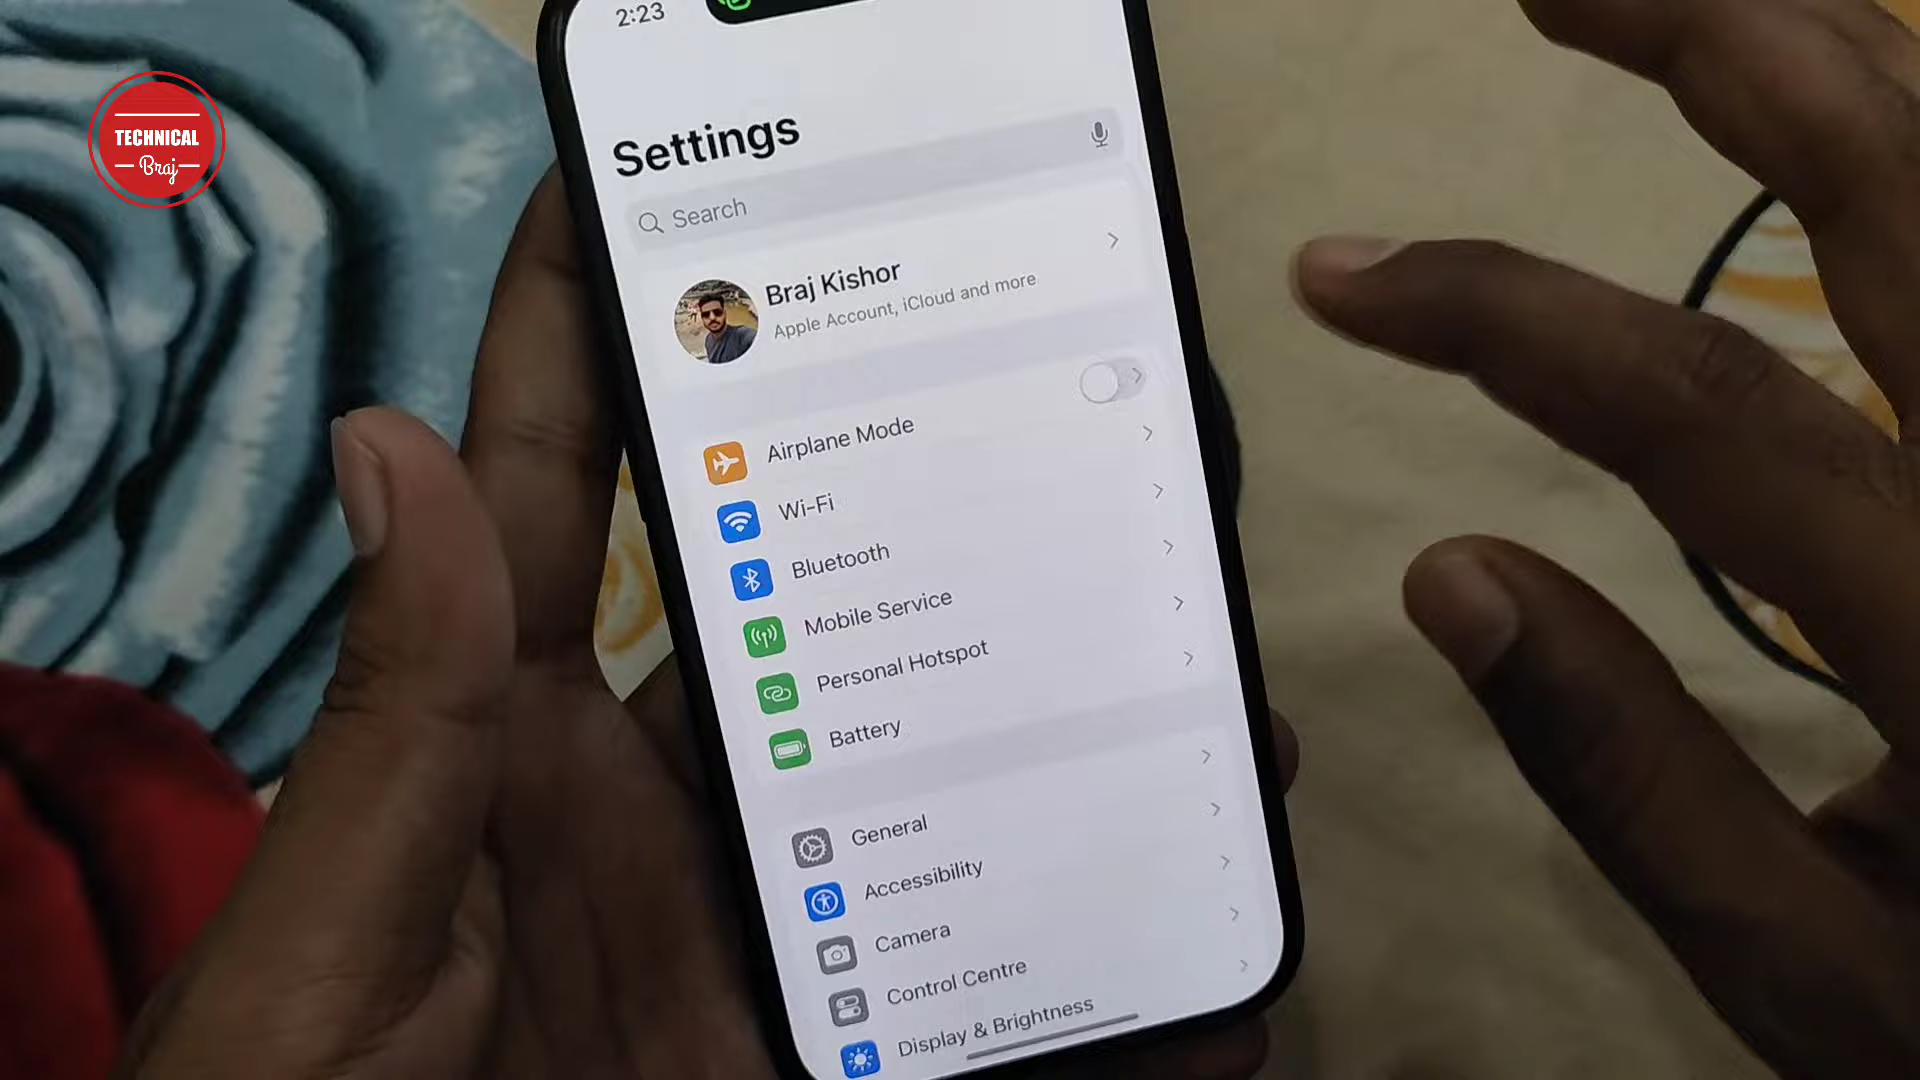 2:23
TECHNICAL
Braj
Settings
Search
Braj Kishor
Apple Account, iCloud and more
Airplane Mode
Wi-Fi
Bluetooth
Mobile Service
Personal Hotspot
Battery
General
Accessibility
Camera
Control Centre
Display & Brightness